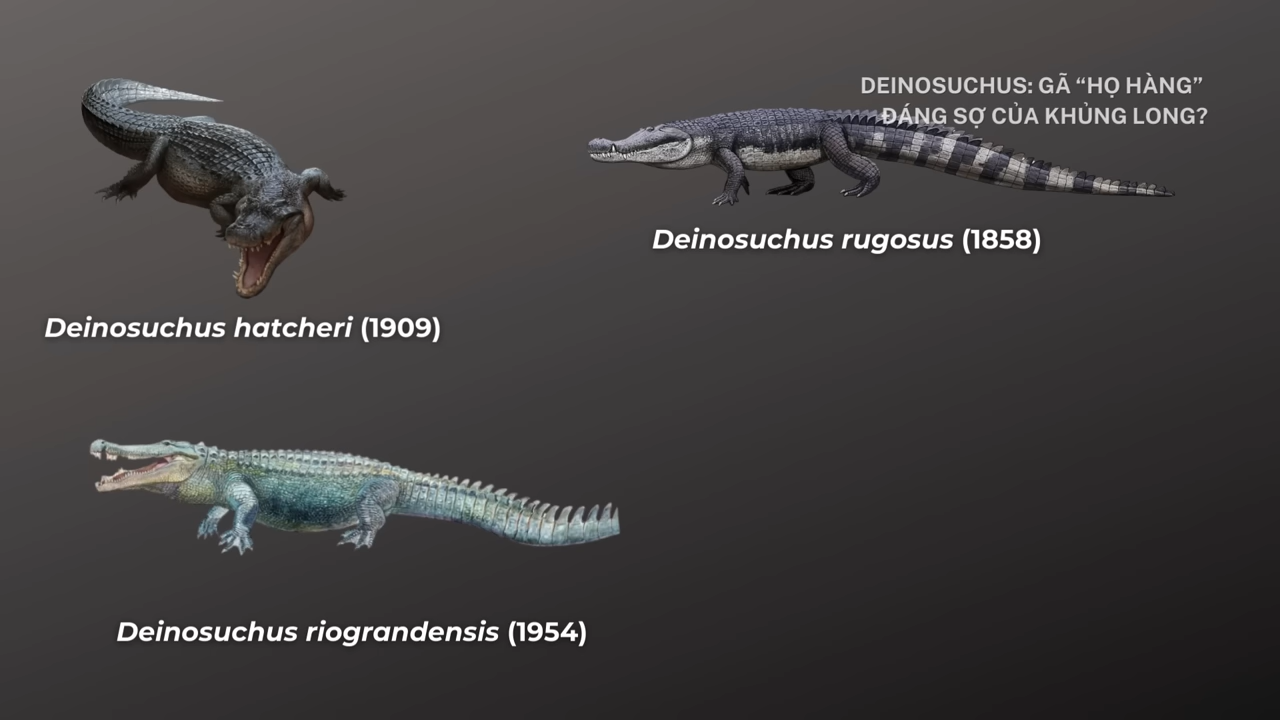 DEINOSUCHUS: GÃ “HỌ HÀNG”
ĐÁNG SỢ CỦA KHỦNG LONG?
Deinosuchus rugosus (1858)
Deinosuchus hatcheri (1909)
Deinosuchus riograndensis (1954)